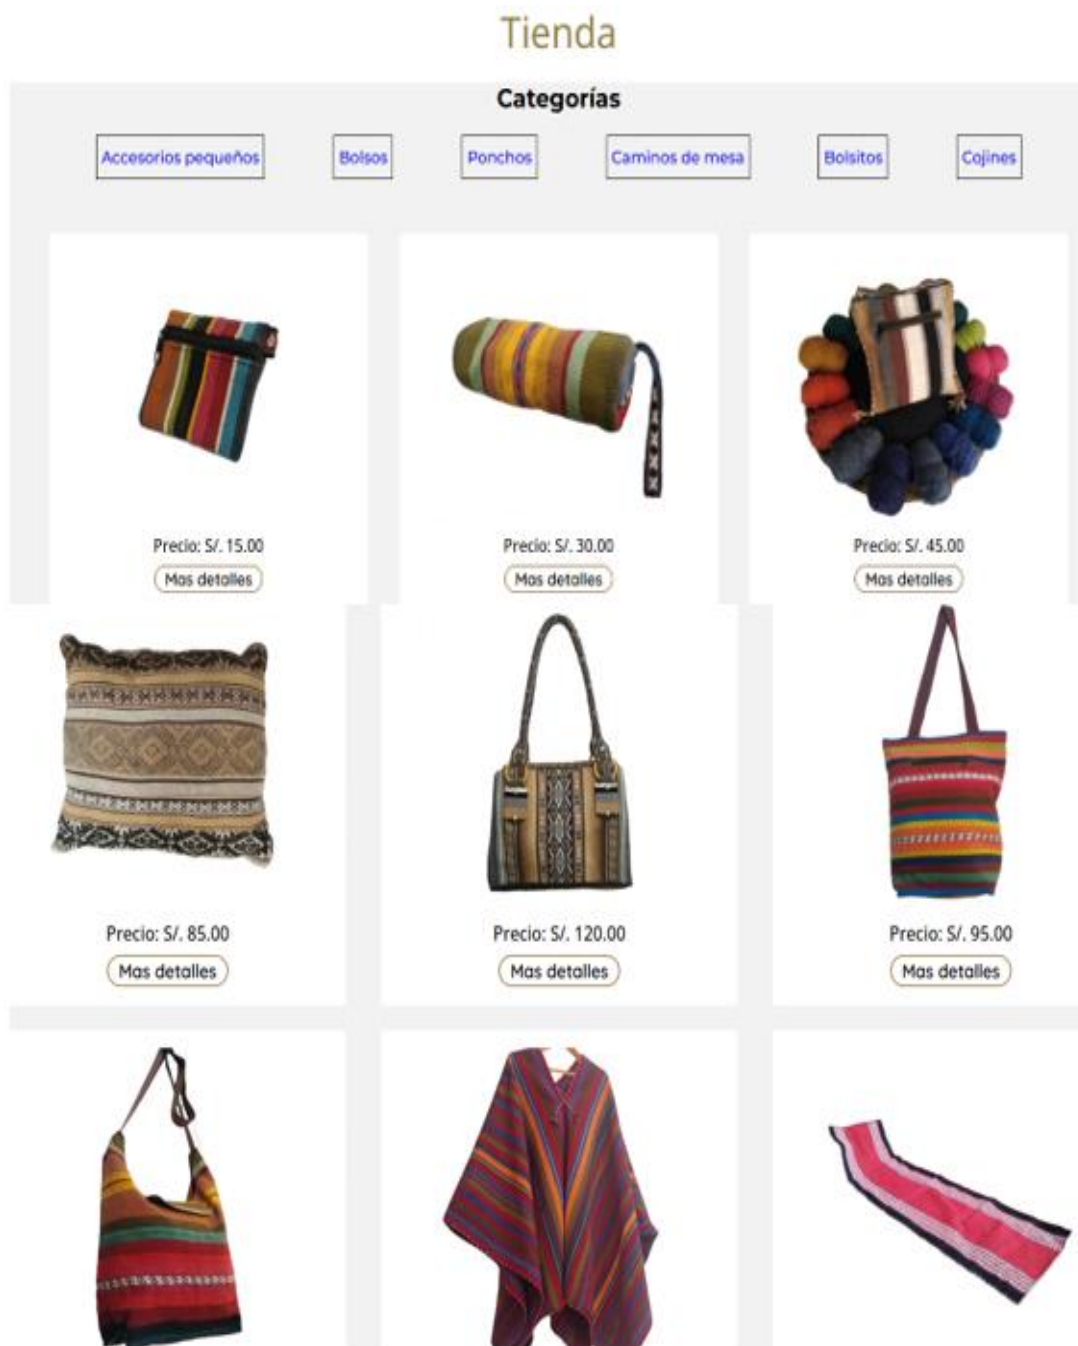 Tienda
Categorías
Accesorios pequeños Bolsos Ponchos Caminos de mesa Bolsitos Cojines
Precio: S/. 15.00 Precio: S/. 30.00 Precio: S/. 45.00
Mas detalles Mas detalles Mas detalles
Precio: S/. 85.00 Precio: S/. 120.00 Precio: S/. 95.00
Mas detalles Mas detalles Mas detalles